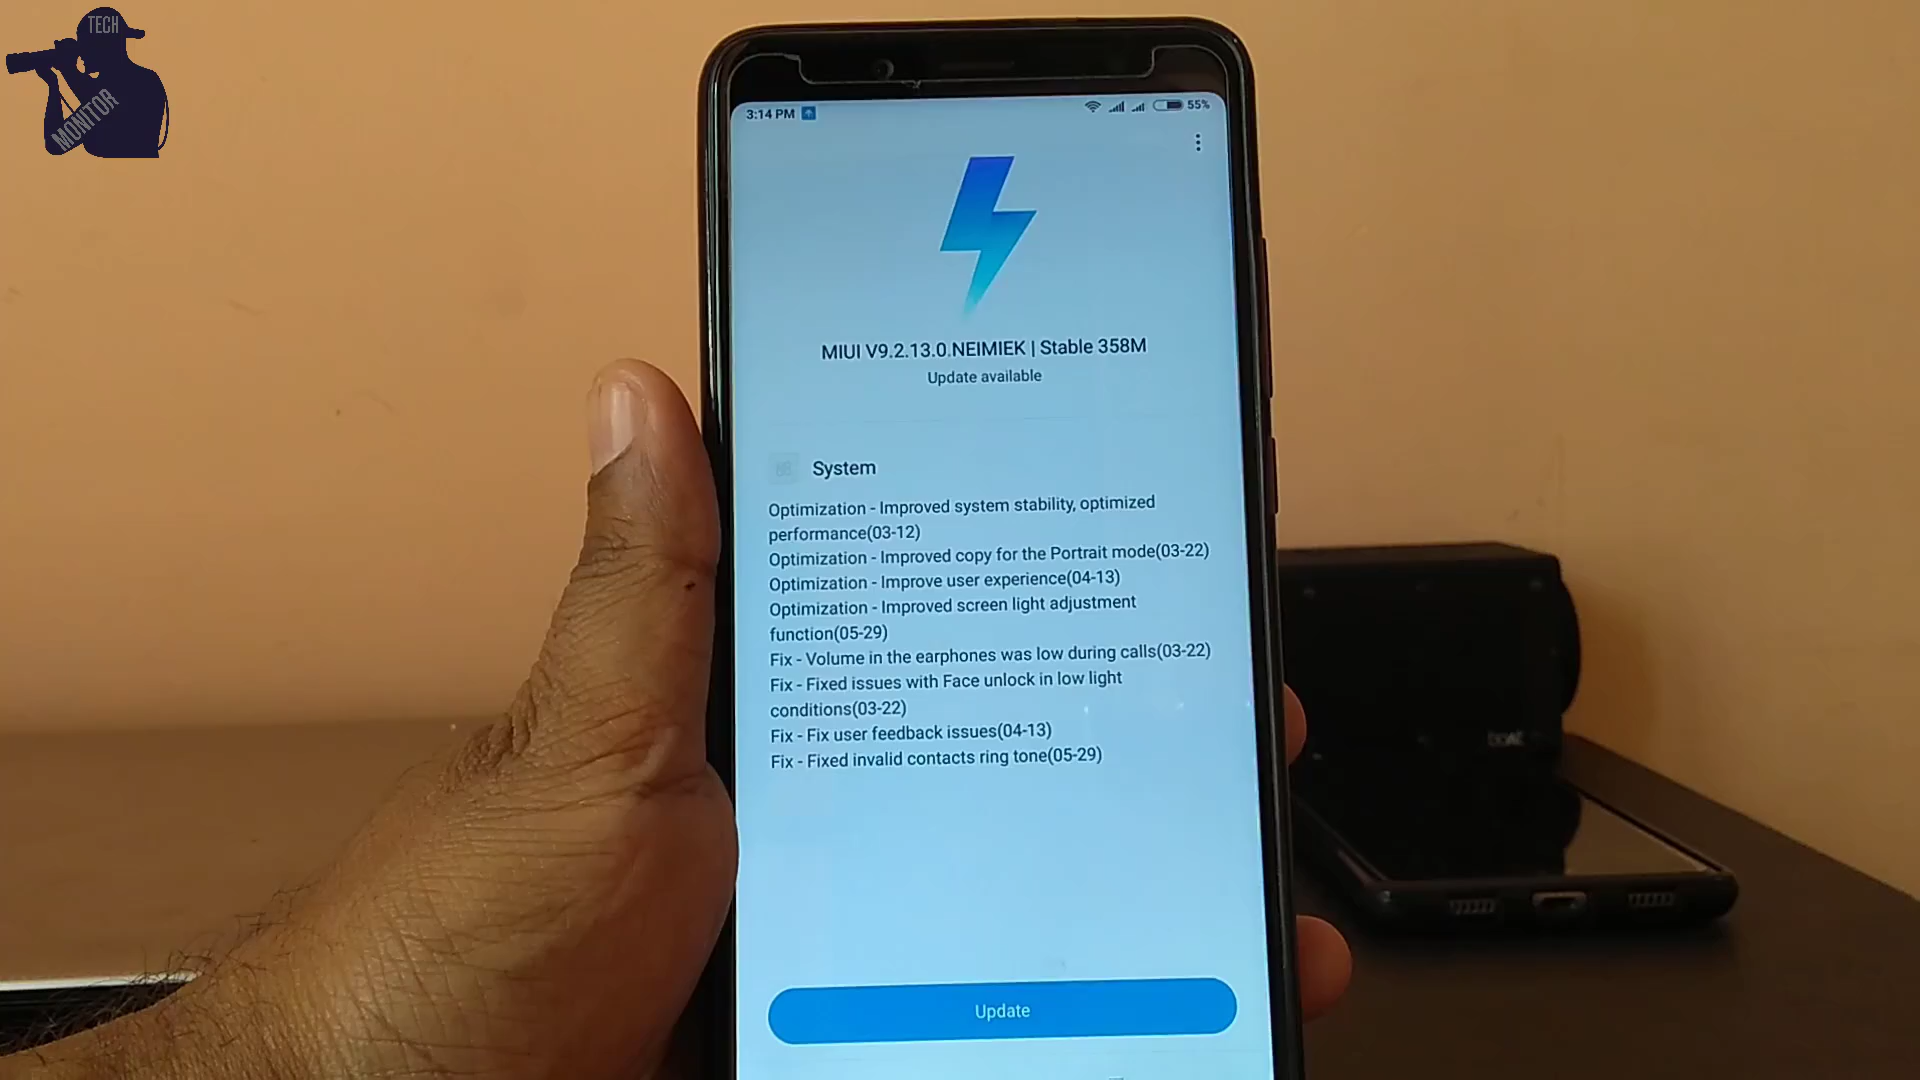 TECH
MONITOR
3:14 PM
55%
MIUI V9.2.13.0.NEIMIEK | Stable 358M
Update available
System
Optimization - Improved system stability, optimized
performance(03-12)
Optimization - Improved copy for the Portrait mode(03-22)
Optimization - Improve user experience(04-13)
Optimization - Improved screen light adjustment
function(05-29)
Fix - Volume in the earphones was low during calls(03-22)
Fix - Fixed issues with Face unlock in low light
conditions(03-22)
Fix - Fix user feedback issues(04-13)
Fix - Fixed invalid contacts ring tone(05-29)
Update